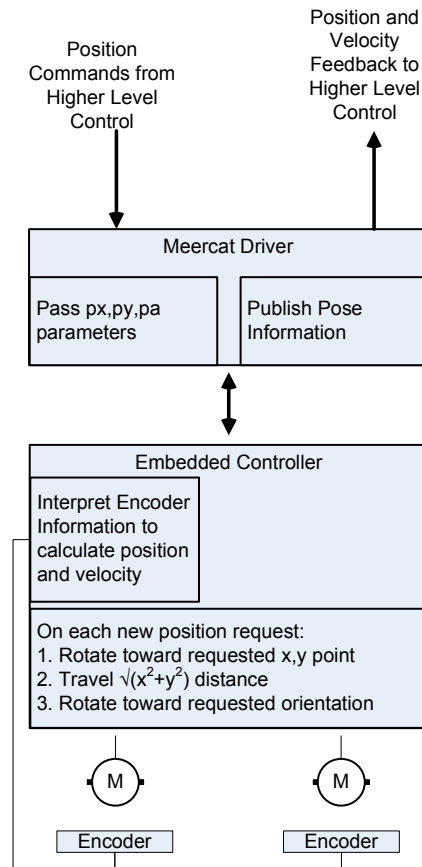 Position
Commands from
Higher Level
Control
Position and
Velocity
Feedback to
Higher Level
Control
Meercat Driver
Pass px,py,pa
parameters
Publish Pose
Information
Embedded Controller
Interpret Encoder
Information to
calculate position
and velocity
On each new position request:
1. Rotate toward requested x,y point
2. Travel √(x²+y²) distance
3. Rotate toward requested orientation
M
M
Encoder
Encoder